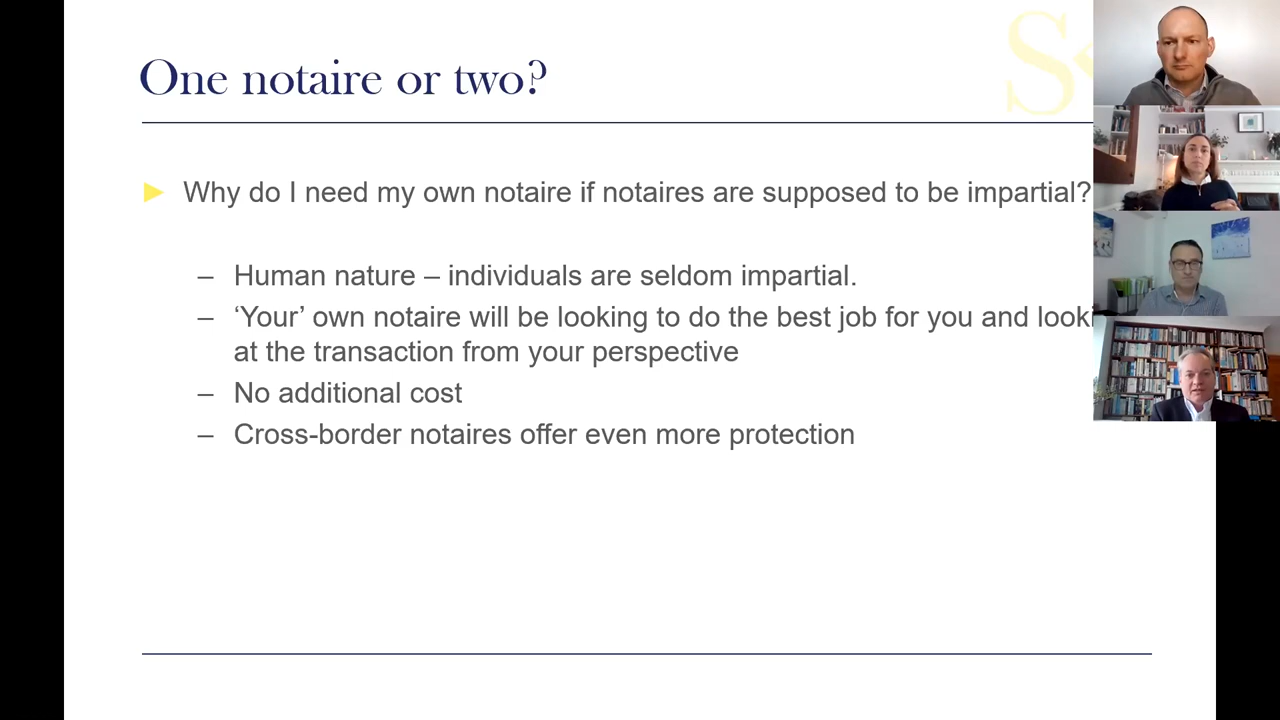 One notaire or two?
► Why do I need my own notaire if notaires are supposed to be impartial?
– Human nature – individuals are seldom impartial.
– ‘Your’ own notaire will be looking to do the best job for you and
at the transaction from your perspective
– No additional cost
– Cross-border notaires offer even more protection